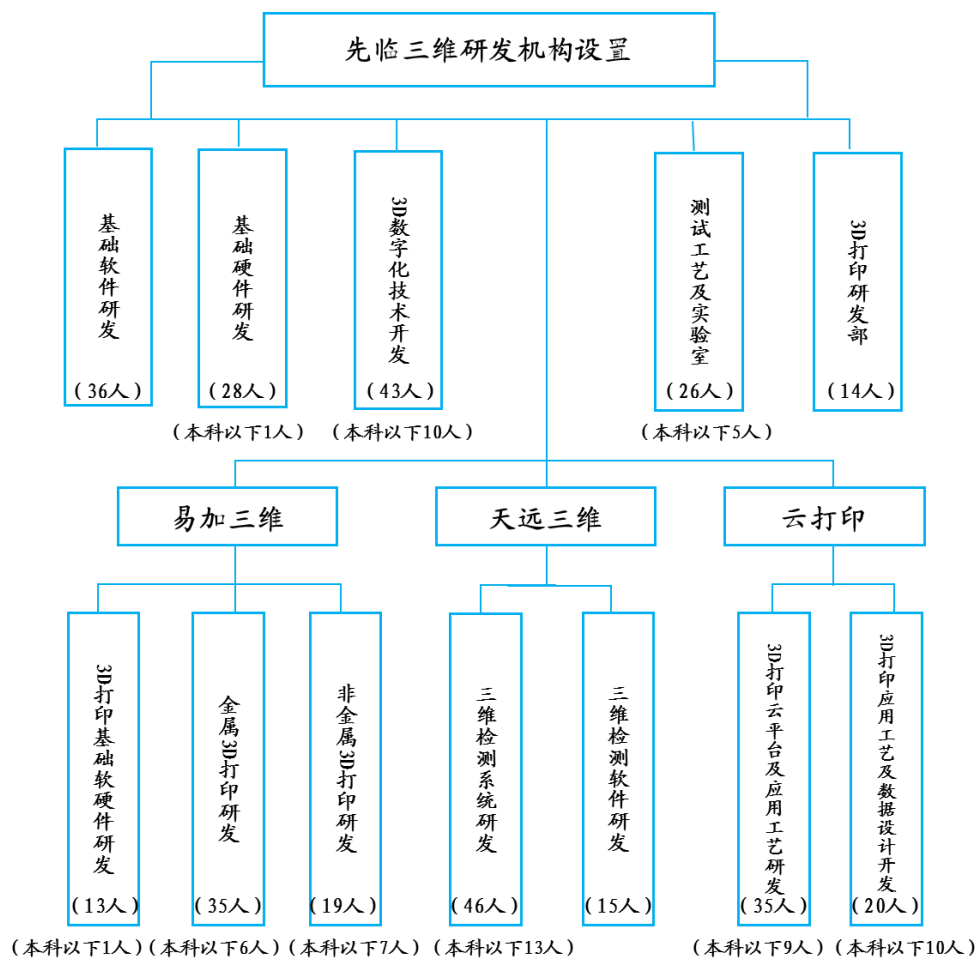 先临三维研发机构设置
基础软件研发
(36人)
基础硬件研发
(28人)
(本科以下1人)
3D数字化技术开发
(43人)
(本科以下10人)
测试工艺及实验室
(26人)
(本科以下5人)
3D打印研发部
(14人)
易加三维
天远三维
云打印
3D打印基础软硬件研发
(13人)
(本科以下1人)
金属3D打印研发
(35人)
(本科以下6人)
非金属3D打印研发
(19人)
(本科以下7人)
三维检测系统研发
(46人)
(本科以下13人)
三维检测软件研发
(15人)
3D打印云平台及应用工艺研发
(35人)
(本科以下9人)
3D打印应用工艺及数据设计开发
(20人)
(本科以下10人)